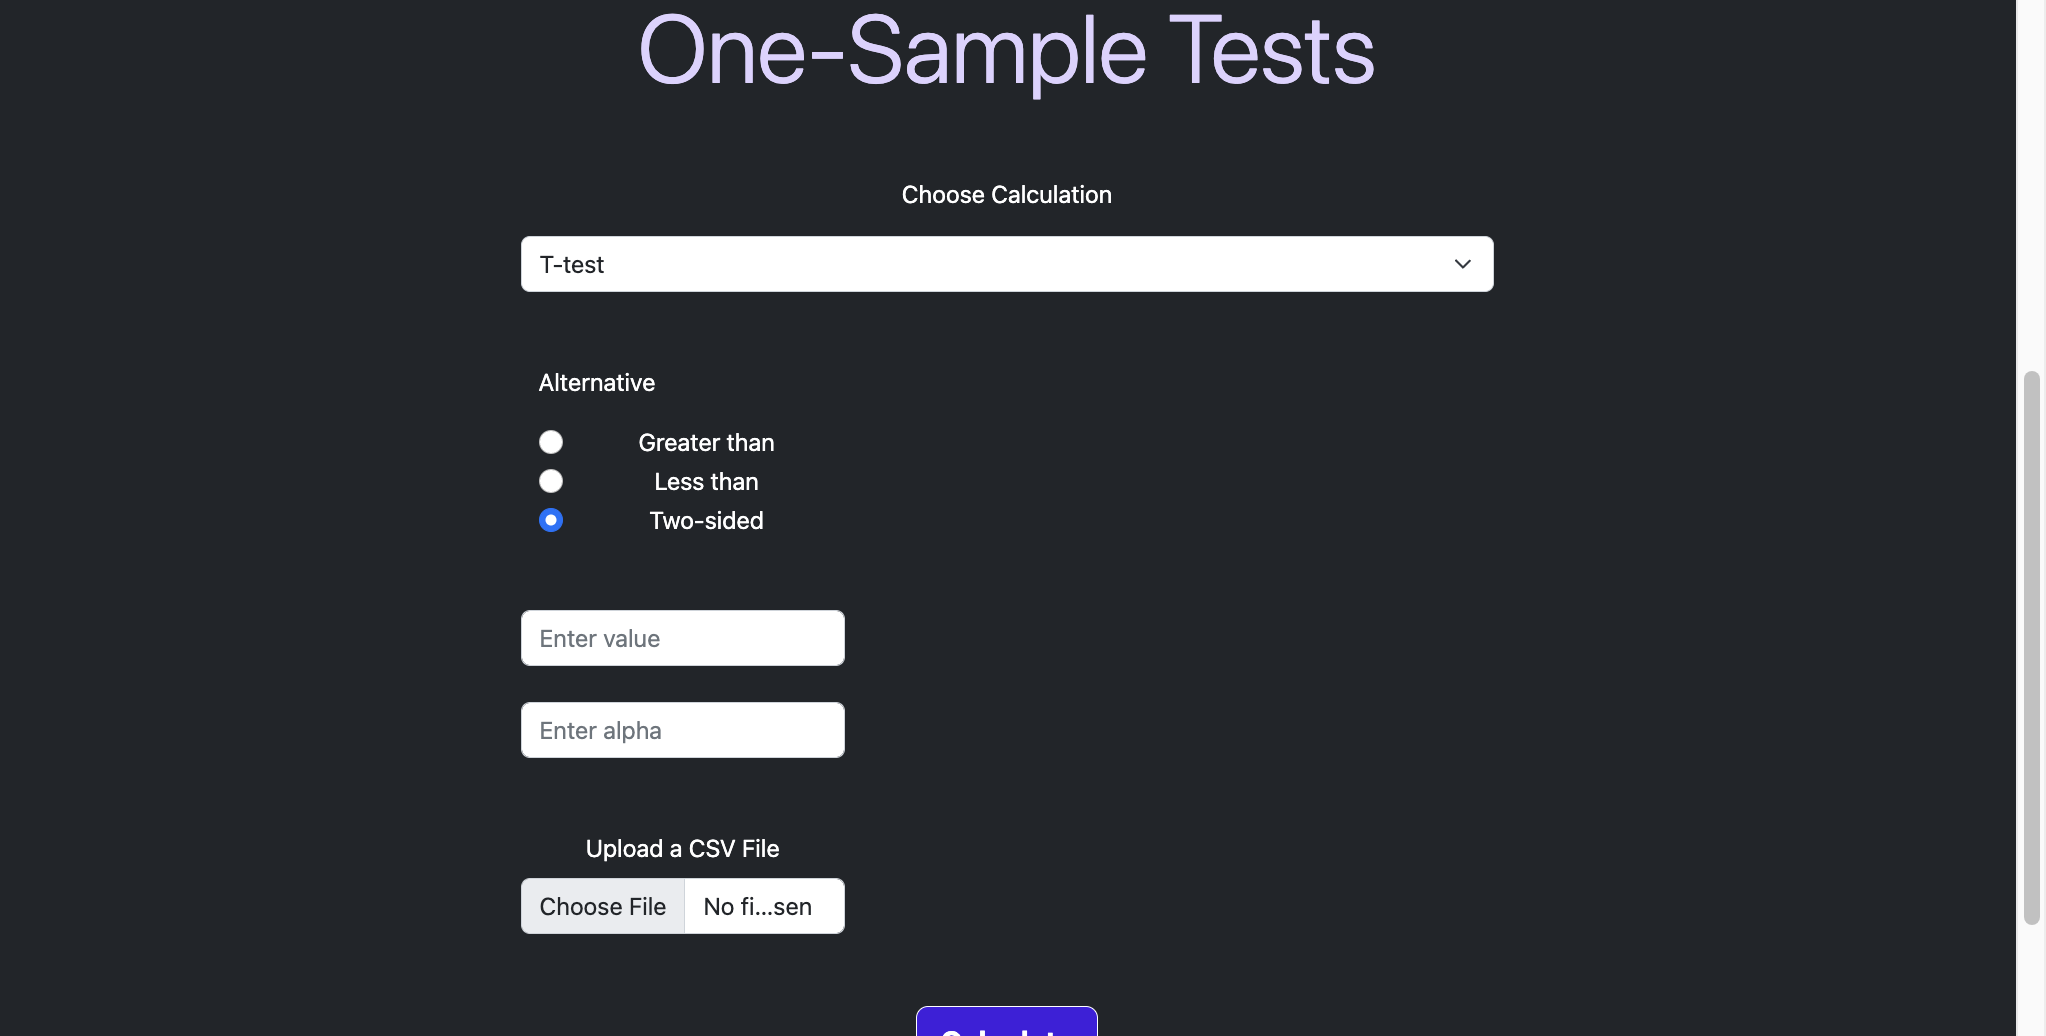 One-Sample Tests
Choose Calculation
T-test
Alternative
Greater than
Less than
Two-sided
Enter value
Enter alpha
Upload a CSV File
Choose File No fi...sen